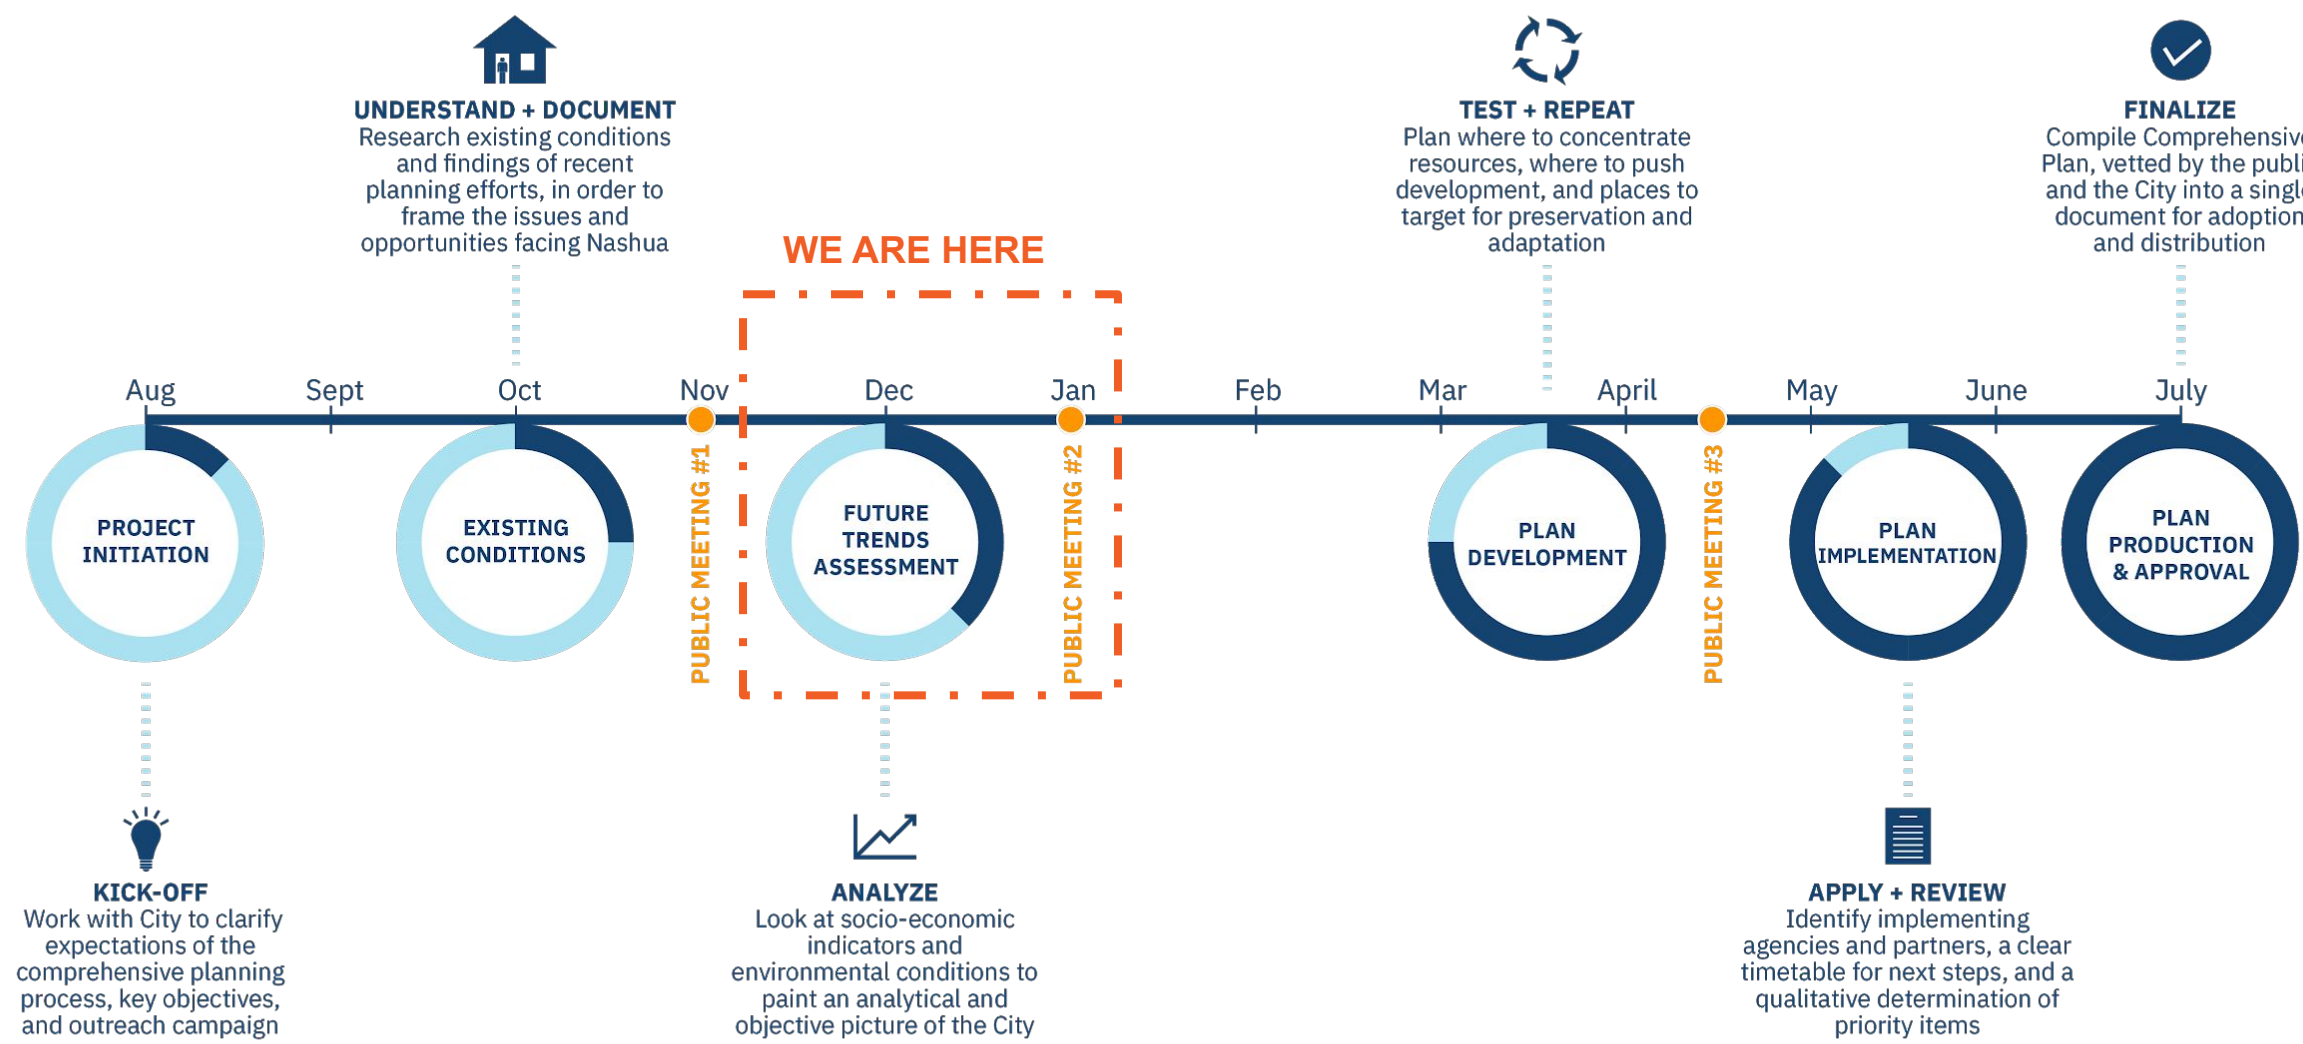 UNDERSTAND + DOCUMENT
Research existing conditions
and findings of recent
planning efforts, in order to
frame the issues and
opportunities facing Nashua
TEST + REPEAT
Plan where to concentrate
resources, where to push
development, and places to
target for preservation and
adaptation
FINALIZE
Compile Comprehensive
Plan, vetted by the publi
and the City into a single
document for adoption
and distribution
WE ARE HERE
Aug
Sept
Oct
Nov
Dec
Jan
Feb
Mar
April
May
June
July
PROJECT
INITIATION
EXISTING
CONDITIONS
PUBLIC MEETING #1
FUTURE
TRENDS
ASSESSMENT
PUBLIC MEETING #2
PLAN
DEVELOPMENT
PUBLIC MEETING #3
PLAN
IMPLEMENTATION
PLAN
PRODUCTION
& APPROVAL
KICK-OFF
Work with City to clarify
expectations of the
comprehensive planning
process, key objectives,
and outreach campaign
ANALYZE
Look at socio-economic
indicators and
environmental conditions to
paint an analytical and
objective picture of the City
APPLY + REVIEW
Identify implementing
agencies and partners, a clear
timetable for next steps, and a
qualitative determination of
priority items